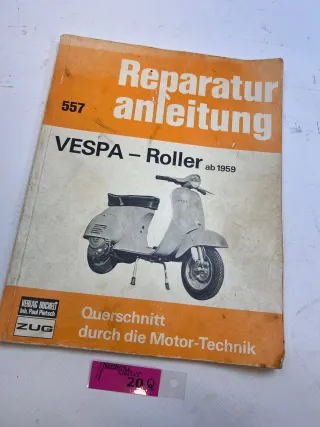 Reparatur
557 anleitung
VESPA – Roller ab 1959
VERLAG BUCHELI
Inh. Paul Pietsch
ZUG
Querschnitt
durch die Motor-Technik
20